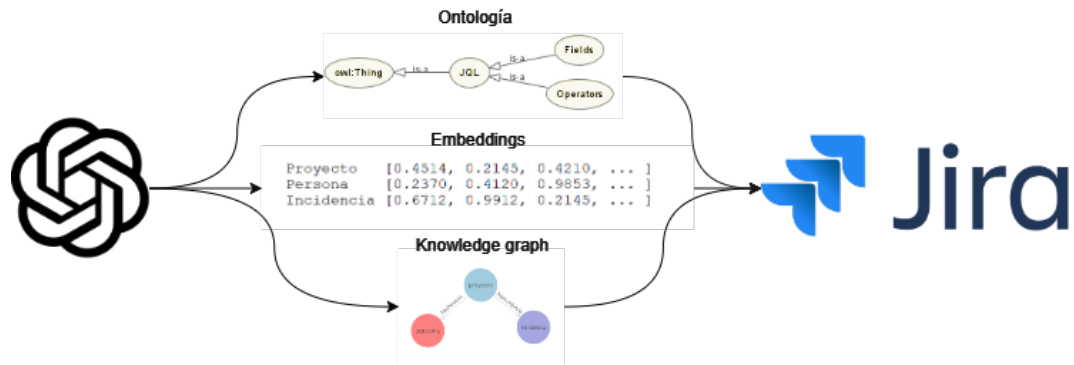 Ontología
owl:Thing
is-a
JQL
is-a
is-a
Fields
Operators
Embeddings
Proyecto [0.4514, 0.2145, 0.4210, ... ]
Persona [0.2370, 0.4120, 0.9853, ... ]
Incidencia [0.6712, 0.9912, 0.2145, ... ]
Knowledge graph
proyecto
persona
incidencia
Jira